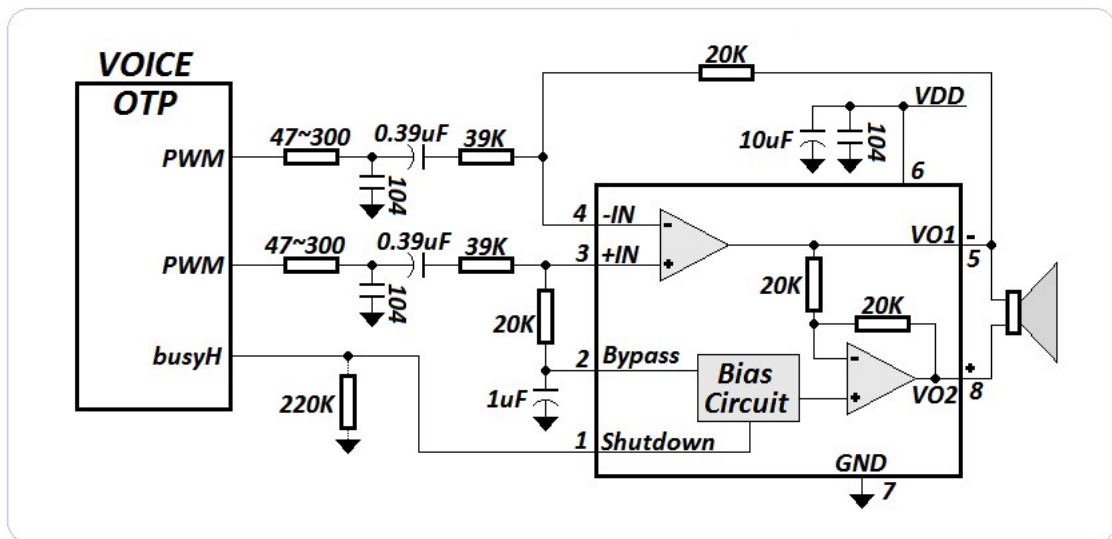 VOICE
OTP
20K
VDD
47~300
0.39uF
39K
10uF
104
PWM
104
6
4
-IN
-
47~300
0.39uF
39K
3
+IN
+
VO1
-
5
PWM
104
20K
20K
20K
busyH
2
Bypass
-
Bias
Circuit
+
VO2
+
8
220K
1uF
1
Shutdown
GND
7